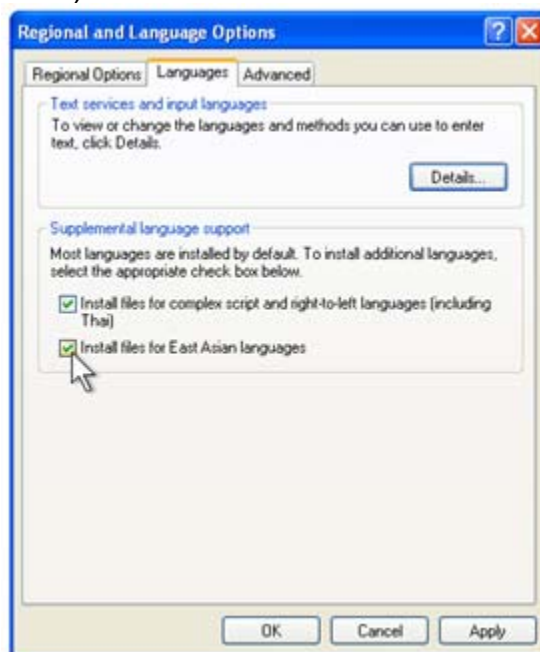 Regional and Language Options
Regional Options Languages Advanced
Text services and input languages
To view or change the languages and methods you can use to enter
text, click Details.
Details...
Supplemental language support
Most languages are installed by default. To install additional languages,
select the appropriate check box below.
Install files for complex script and right-to-left languages (including
Thai)
Install files for East Asian languages
OK Cancel Apply